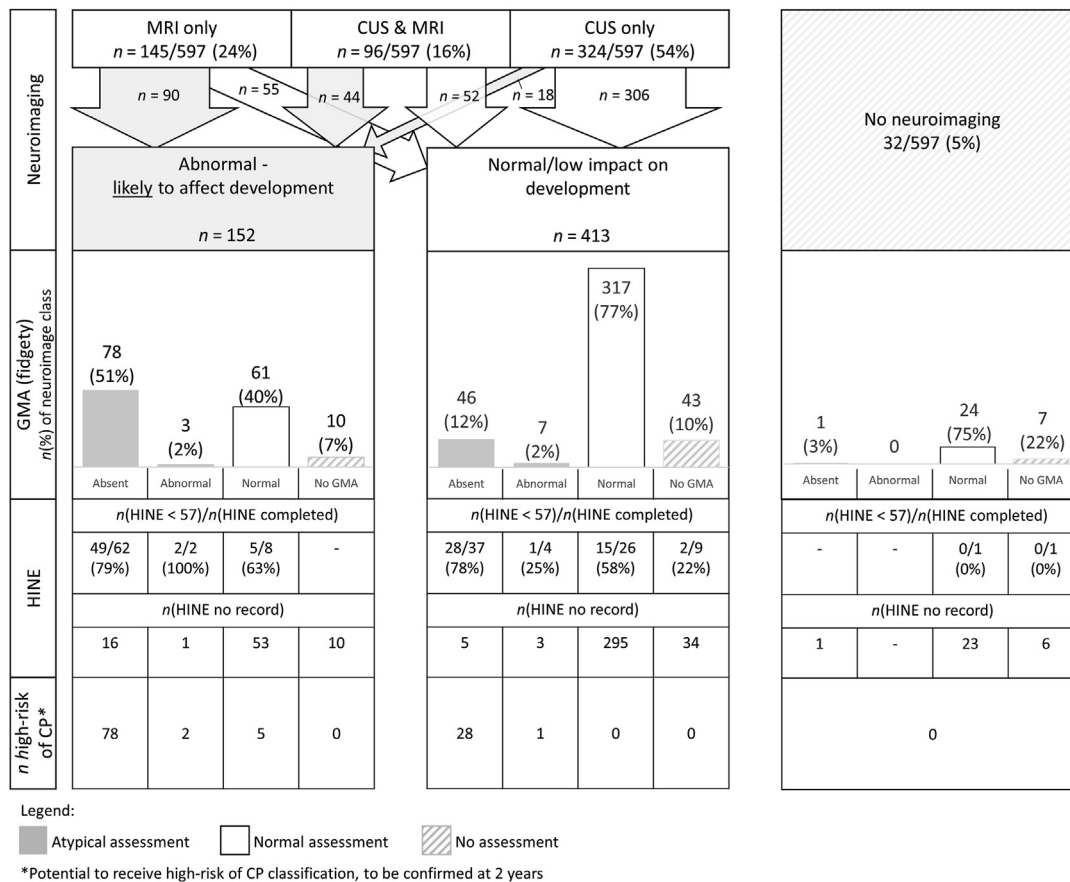 Neuroimaging
MRI only
n = 145/597 (24%)
CUS & MRI
n = 96/597 (16%)
CUS only
n = 324/597 (54%)
n = 90
n = 55
n = 44
n = 52
n = 18
n = 306
Abnormal -
likely to affect development
n = 152
Normal/low impact on
development
n = 413
No neuroimaging
32/597 (5%)
GMA (fidgety)
n(%) of neuroimage class
78
(51%)
3
(2%)
61
(40%)
10
(7%)
Absent
Abnormal
Normal
No GMA
46
(12%)
7
(2%)
317
(77%)
43
(10%)
Absent
Abnormal
Normal
No GMA
1
(3%)
0
24
(75%)
7
(22%)
Absent
Abnormal
Normal
No GMA
HINE
n(HINE < 57)/n(HINE completed)
49/62
(79%)
2/2
(100%)
5/8
(63%)
-
n(HINE no record)
16
1
53
10
n(HINE < 57)/n(HINE completed)
28/37
(78%)
1/4
(25%)
15/26
(58%)
2/9
(22%)
n(HINE no record)
5
3
295
34
n(HINE < 57)/n(HINE completed)
-
-
0/1
(0%)
0/1
(0%)
n(HINE no record)
1
-
23
6
n high-risk
of CP*
78
2
5
0
28
1
0
0
0
Legend:
Atypical assessment
Normal assessment
No assessment
*Potential to receive high-risk of CP classification, to be confirmed at 2 years